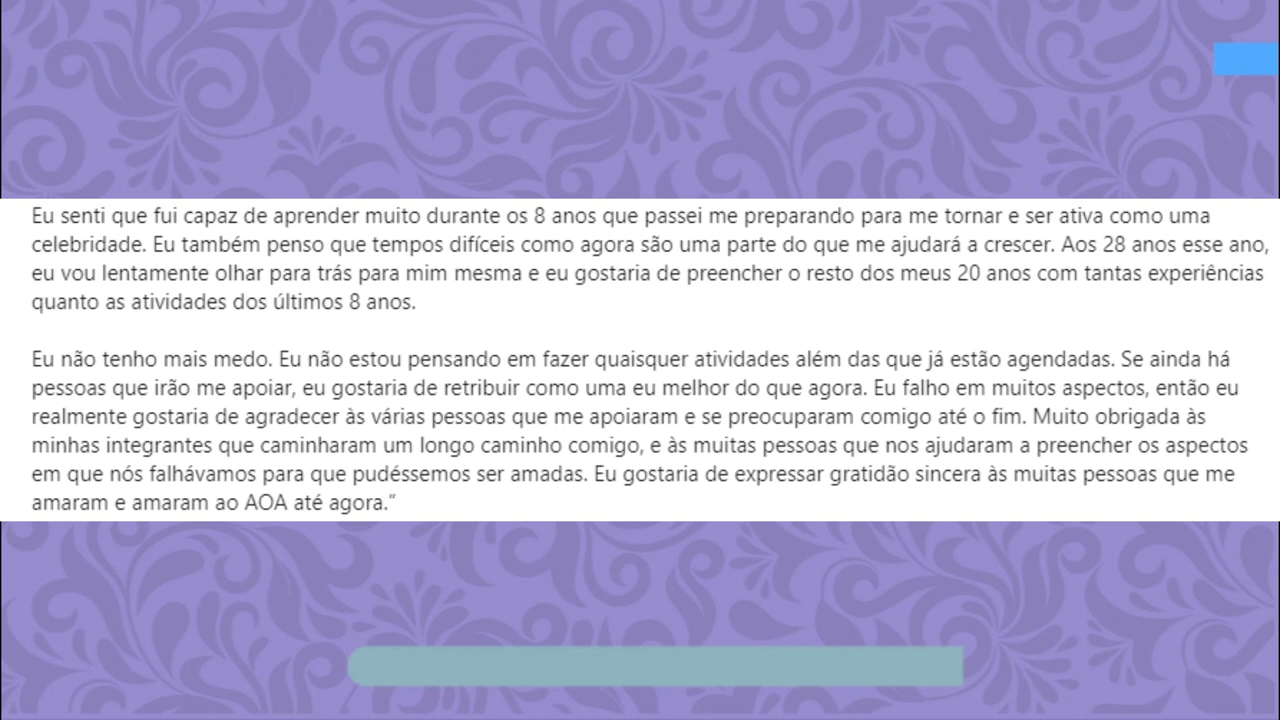 Eu senti que fui capaz de aprender muito durante os 8 anos que passei me preparando para me tornar e ser ativa como uma
celebridade. Eu também penso que tempos difíceis como agora são uma parte do que me ajudará a crescer. Aos 28 anos esse ano,
eu vou lentamente olhar para trás para mim mesma e eu gostaria de preencher o resto dos meus 20 anos com tantas experiências
quanto as atividades dos últimos 8 anos.
Eu não tenho mais medo. Eu não estou pensando em fazer quaisquer atividades além das que já estão agendadas. Se ainda há
pessoas que irão me apoiar, eu gostaria de retribuir como uma eu melhor do que agora. Eu falho em muitos aspectos, então eu
realmente gostaria de agradecer às várias pessoas que me apoiaram e se preocuparam comigo até o fim. Muito obrigada às
minhas integrantes que caminharam um longo caminho comigo, e às muitas pessoas que nos ajudaram a preencher os aspectos
em que nós falhávamos para que pudéssemos ser amadas. Eu gostaria de expressar gratidão sincera às muitas pessoas que me
amaram e amaram ao AOA até agora.”